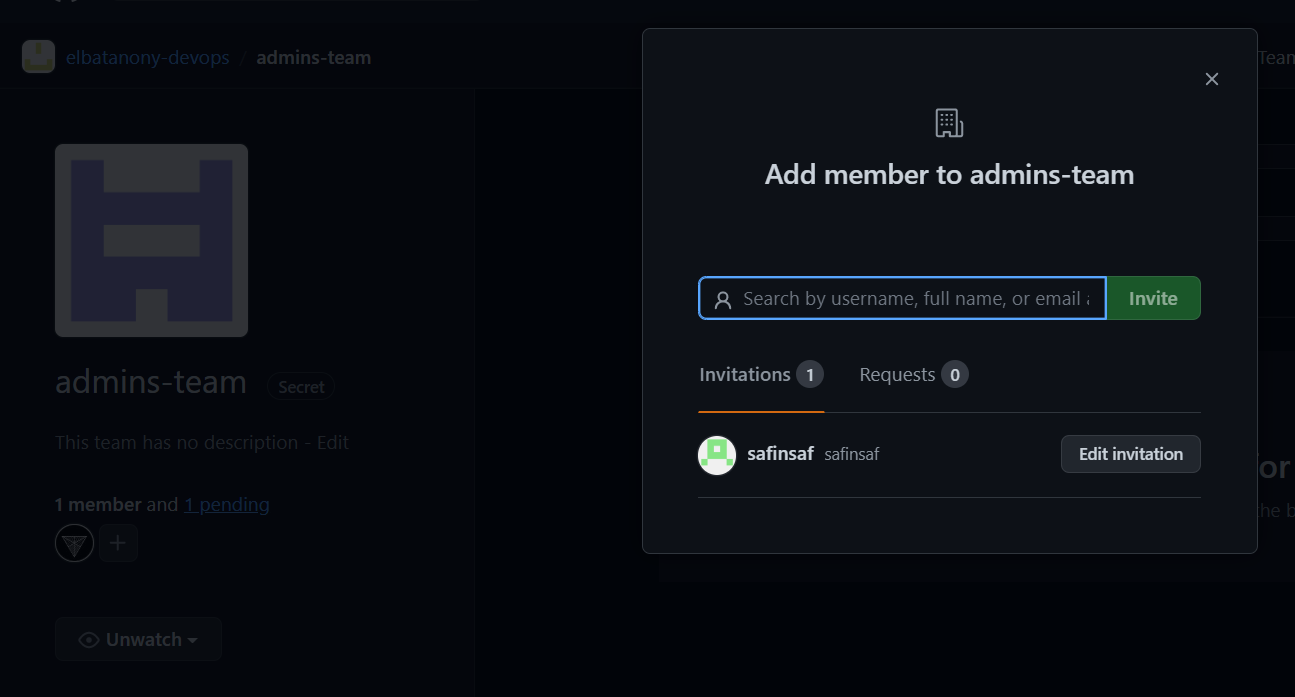 elbatanony-devops / admins-team
Team
Add member to admins-team
Search by username, full name, or email
Invite
Invitations 1 Requests 0
safinsaf safinsaf Edit invitation
admins-team Secret
This team has no description - Edit
1 member and 1 pending
Unwatch
or
the b